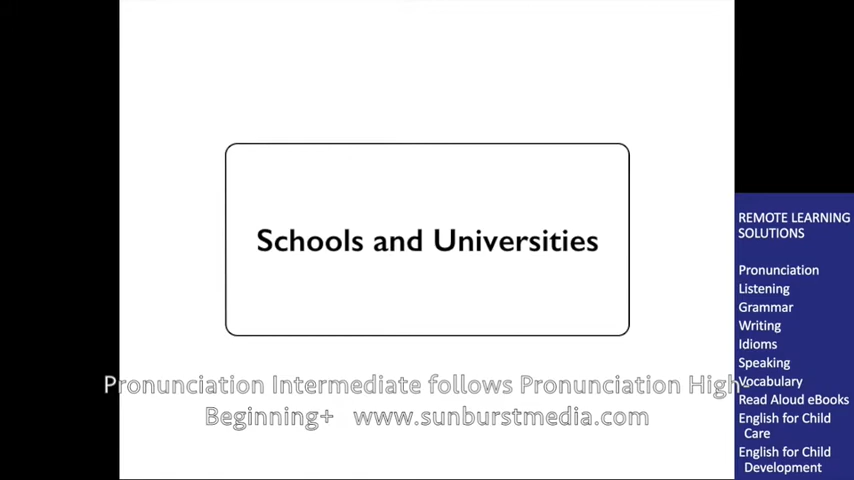 Schools and Universities
Pronunciation Intermediate follows Pronunciation High
Beginning+ www.sunburstmedia.com
REMOTE LEARNING
SOLUTIONS
Pronunciation
Listening
Grammar
Writing
Idioms
Speaking
Vocabulary
Read Aloud eBooks
English for Child
Care
English for Child
Development